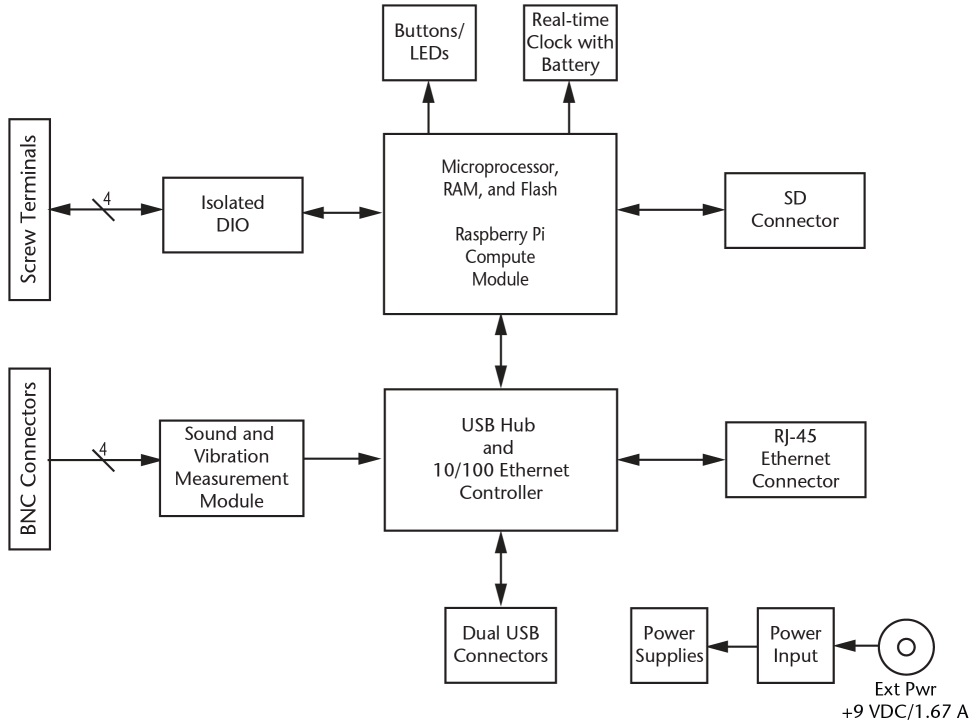 Buttons/
LEDs
Real-time
Clock with
Battery
Screw Terminals
4
Isolated
DIO
Microprocessor,
RAM, and Flash
Raspberry Pi
Compute
Module
SD
Connector
BNC Connectors
4
Sound and
Vibration
Measurement
Module
USB Hub
and
10/100 Ethernet
Controller
RJ-45
Ethernet
Connector
Dual USB
Connectors
Power
Supplies
Power
Input
Ext Pwr
+9 VDC/1.67 A